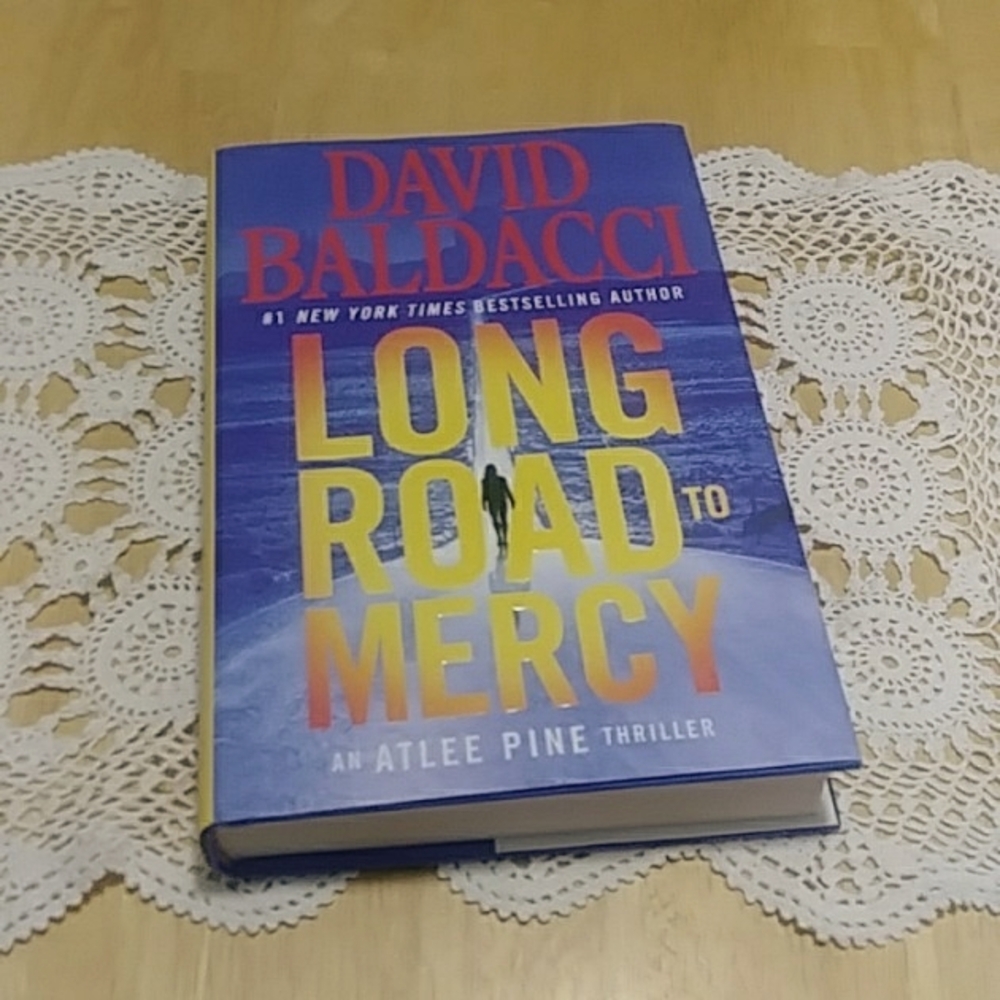 DAVID
BALDACCI
#1 NEW YORK TIMES BESTSELLING AUTHOR
LONG
ROAD TO
MERCY
AN ATLEE PINE THRILLER